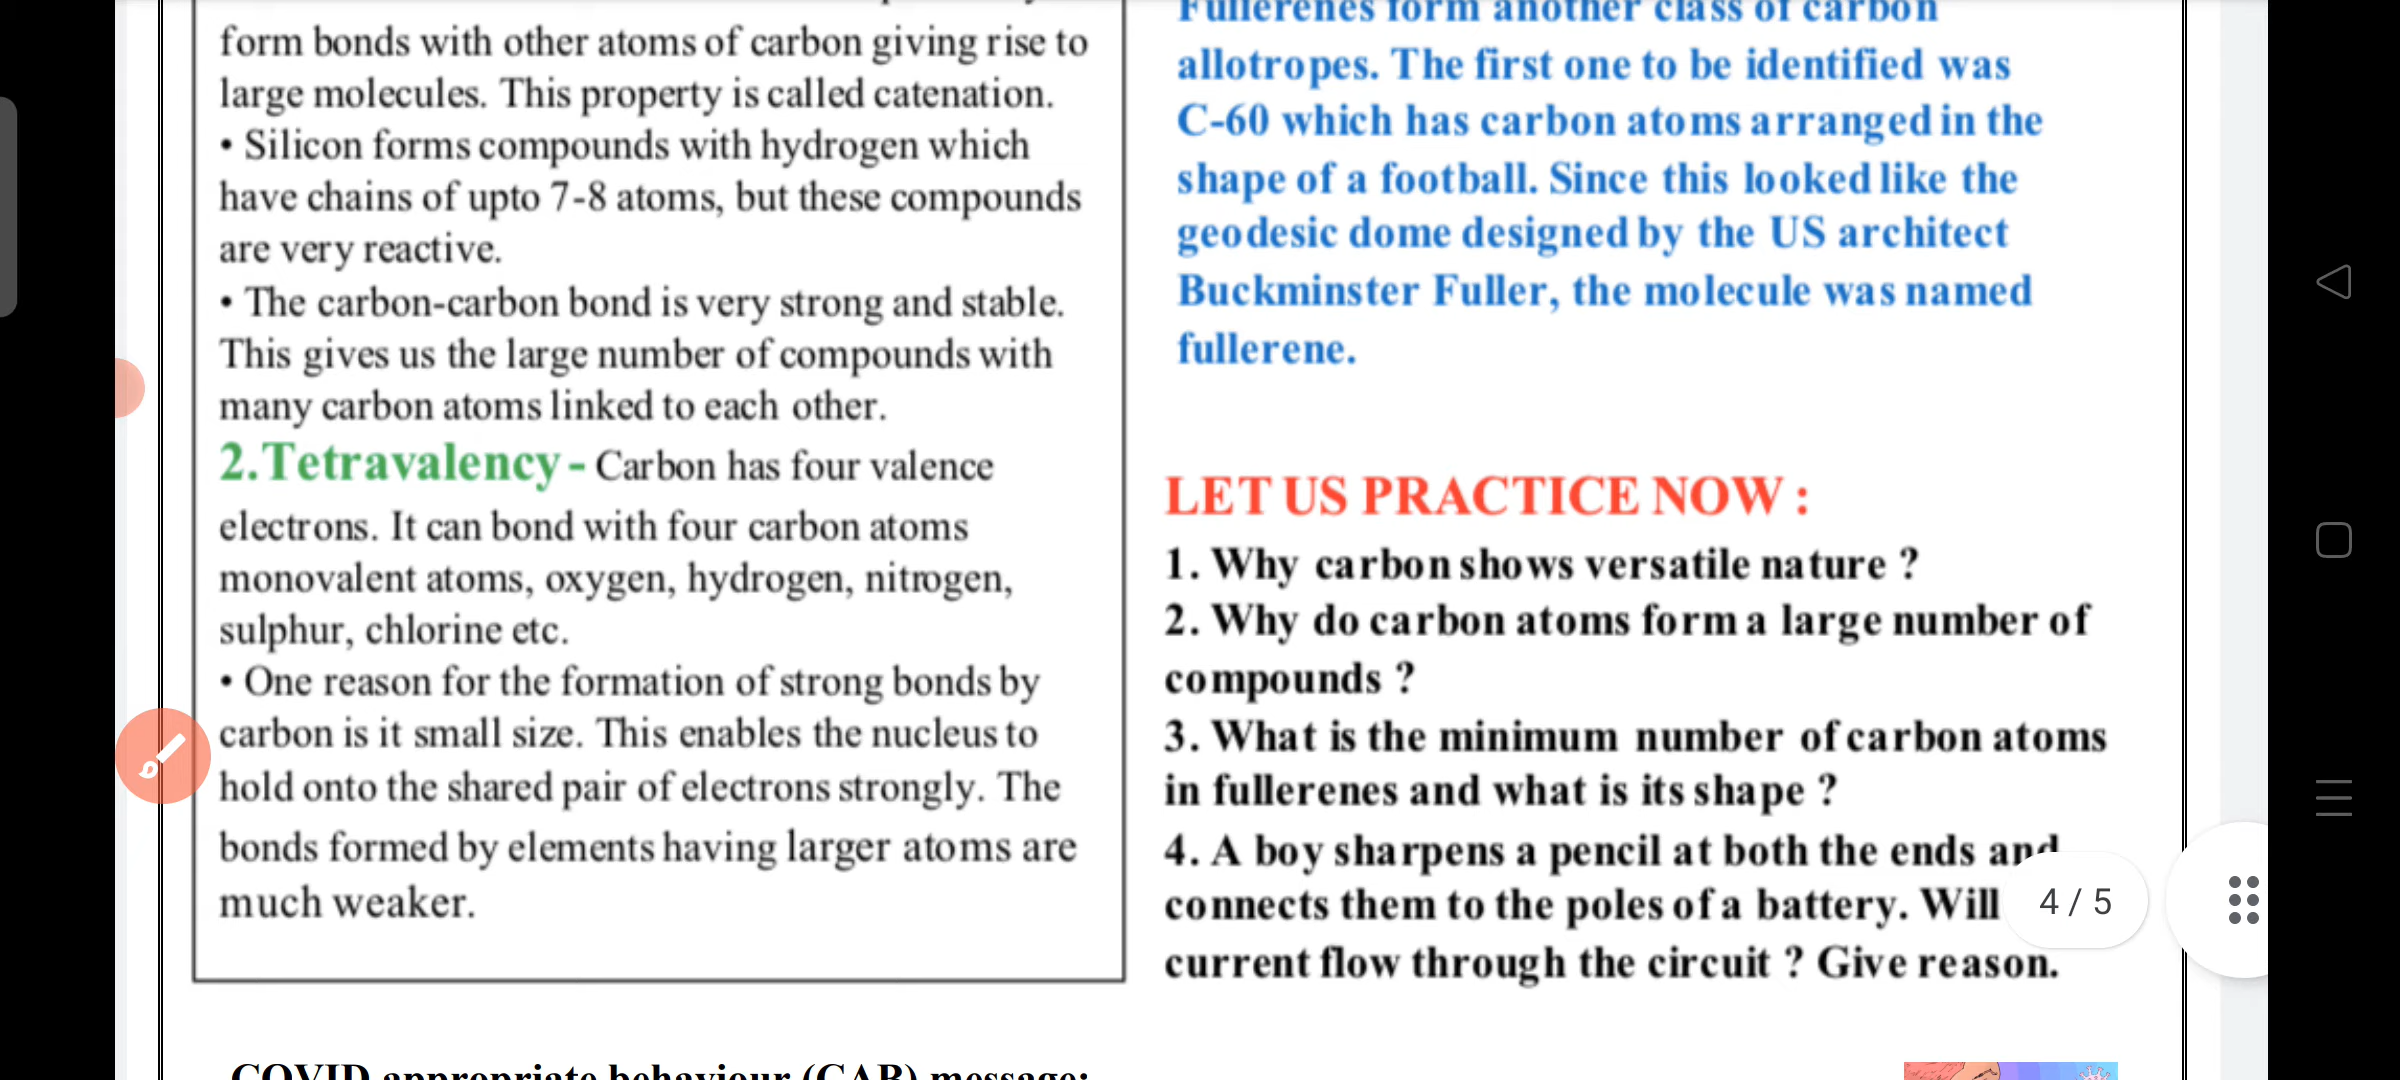 form bonds with other atoms of carbon giving rise to
large molecules. This property is called catenation.
• Silicon forms compounds with hydrogen which
have chains of upto 7-8 atoms, but these compounds
are very reactive.
• The carbon-carbon bond is very strong and stable.
This gives us the large number of compounds with
many carbon atoms linked to each other.
2.Tetravalency - Carbon has four valence
electrons. It can bond with four carbon atoms
monovalent atoms, oxygen, hydrogen, nitrogen,
sulphur, chlorine etc.
• One reason for the formation of strong bonds by
carbon is it small size. This enables the nucleus to
hold onto the shared pair of electrons strongly. The
bonds formed by elements having larger atoms are
much weaker.
Fullerenes form another class of carbon
allotropes. The first one to be identified was
C-60 which has carbon atoms arranged in the
shape of a football. Since this looked like the
geodesic dome designed by the US architect
Buckminster Fuller, the molecule was named
fullerene.
LET US PRACTICE NOW :
1. Why carbon shows versatile nature ?
2. Why do carbon atoms form a large number of
compounds ?
3. What is the minimum number of carbon atoms
in fullerenes and what is its shape ?
4. A boy sharpens a pencil at both the ends and
connects them to the poles of a battery. Will
current flow through the circuit ? Give reason.
4 / 5
COVID appropriate behaviour (CAB) message: